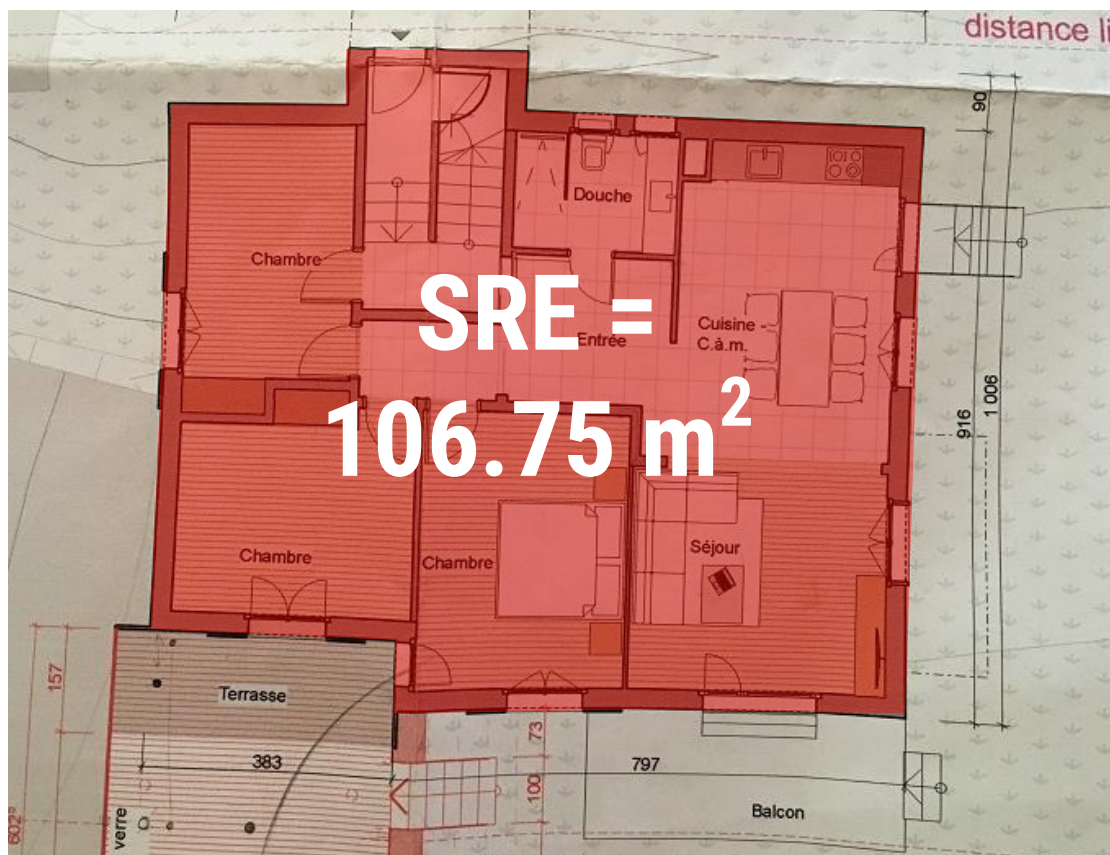 distance li
90
Douche
Chambre
SRE =
Entrée
Cuisine -
C.à.m.
106.75 m²
916
1 006
Chambre
Chambre
Séjour
157
Terrasse
73
383
797
100
Balcon
verre
602⁵